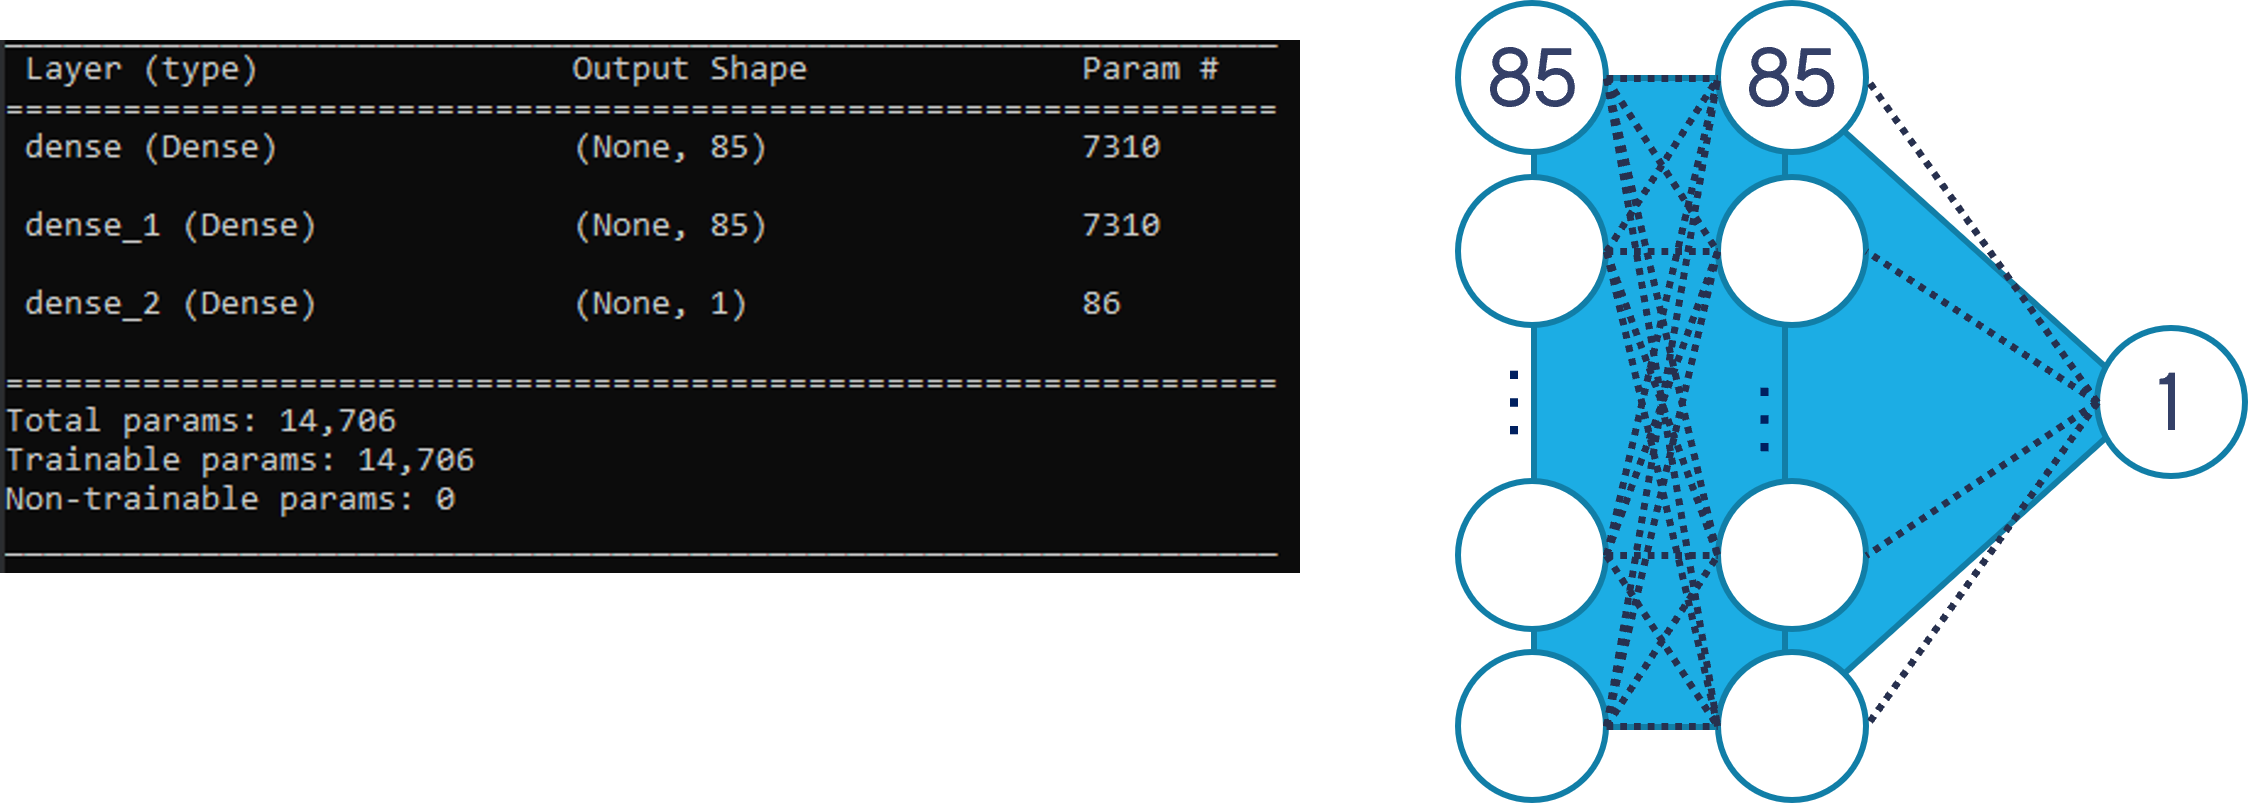 Layer (type) Output Shape Param #
=================================================================
dense (Dense) (None, 85) 7310
dense_1 (Dense) (None, 85) 7310
dense_2 (Dense) (None, 1) 86
=================================================================
Total params: 14,706
Trainable params: 14,706
Non-trainable params: 0
85 85
1